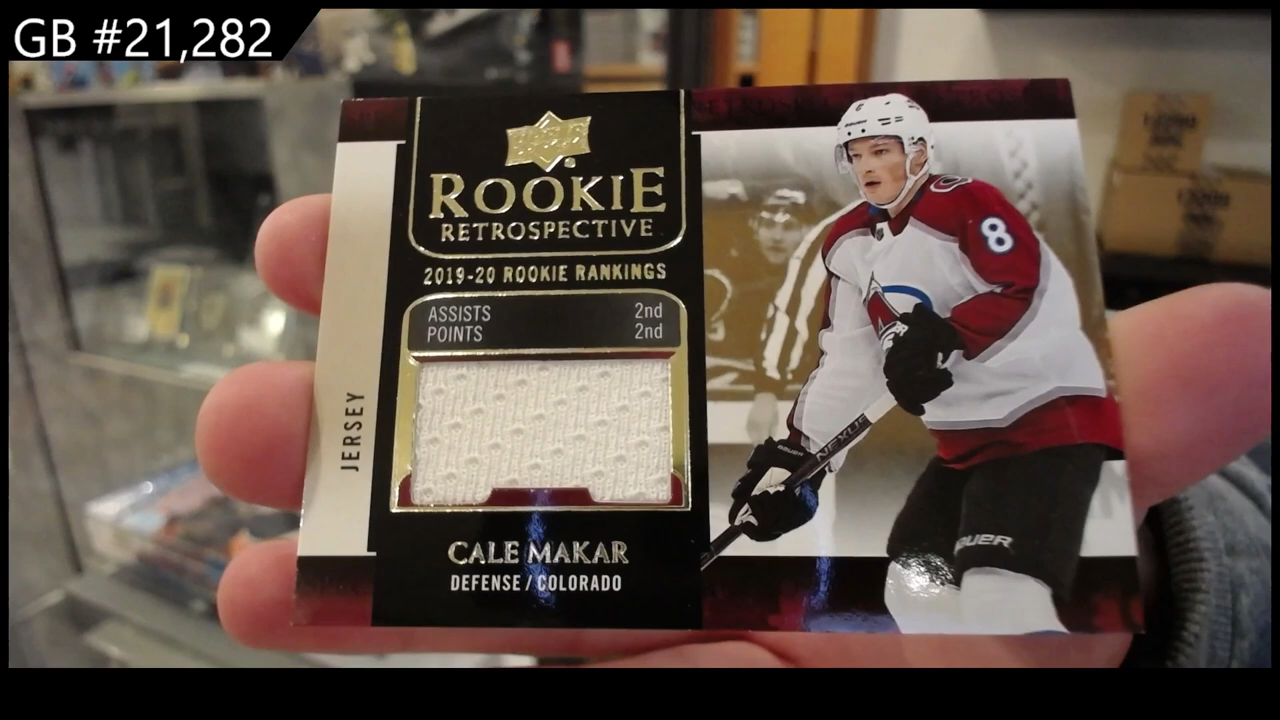 GB #21,282
ROOKIE
RETROSPECTIVE
2019-20 ROOKIE RANKINGS
ASSISTS 2nd
POINTS 2nd
JERSEY
CALE MAKAR
DEFENSE / COLORADO
8
NEXUS
BAUER